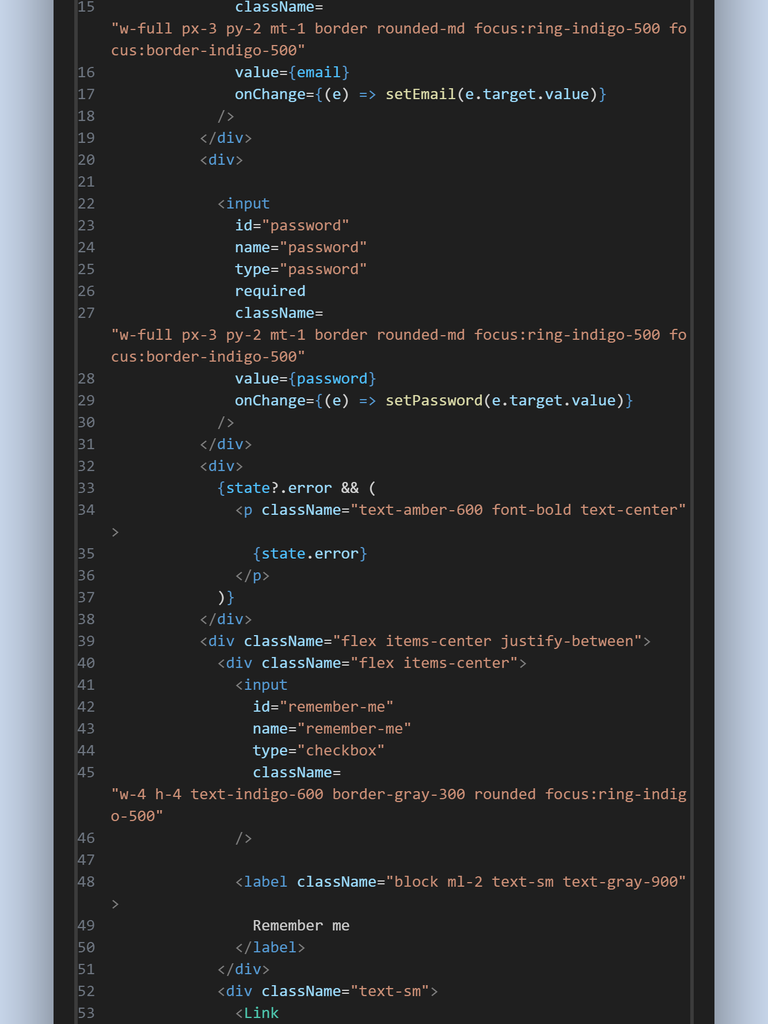 15 className=
"w-full px-3 py-2 mt-1 border rounded-md focus:ring-indigo-500 fo
cus:border-indigo-500"
16 value={email}
17 onChange={(e) => setEmail(e.target.value)}
18 />
19 </div>
20 <div>
21
22 <input
23 id="password"
24 name="password"
25 type="password"
26 required
27 className=
"w-full px-3 py-2 mt-1 border rounded-md focus:ring-indigo-500 fo
cus:border-indigo-500"
28 value={password}
29 onChange={(e) => setPassword(e.target.value)}
30 />
31 </div>
32 <div>
33 {state?.error && (
34 <p className="text-amber-600 font-bold text-center"
>
35 {state.error}
36 </p>
37 )}
38 </div>
39 <div className="flex items-center justify-between">
40 <div className="flex items-center">
41 <input
42 id="remember-me"
43 name="remember-me"
44 type="checkbox"
45 className=
"w-4 h-4 text-indigo-600 border-gray-300 rounded focus:ring-indig
o-500"
46 />
47
48 <label className="block ml-2 text-sm text-gray-900"
>
49 Remember me
50 </label>
51 </div>
52 <div className="text-sm">
53 <Link